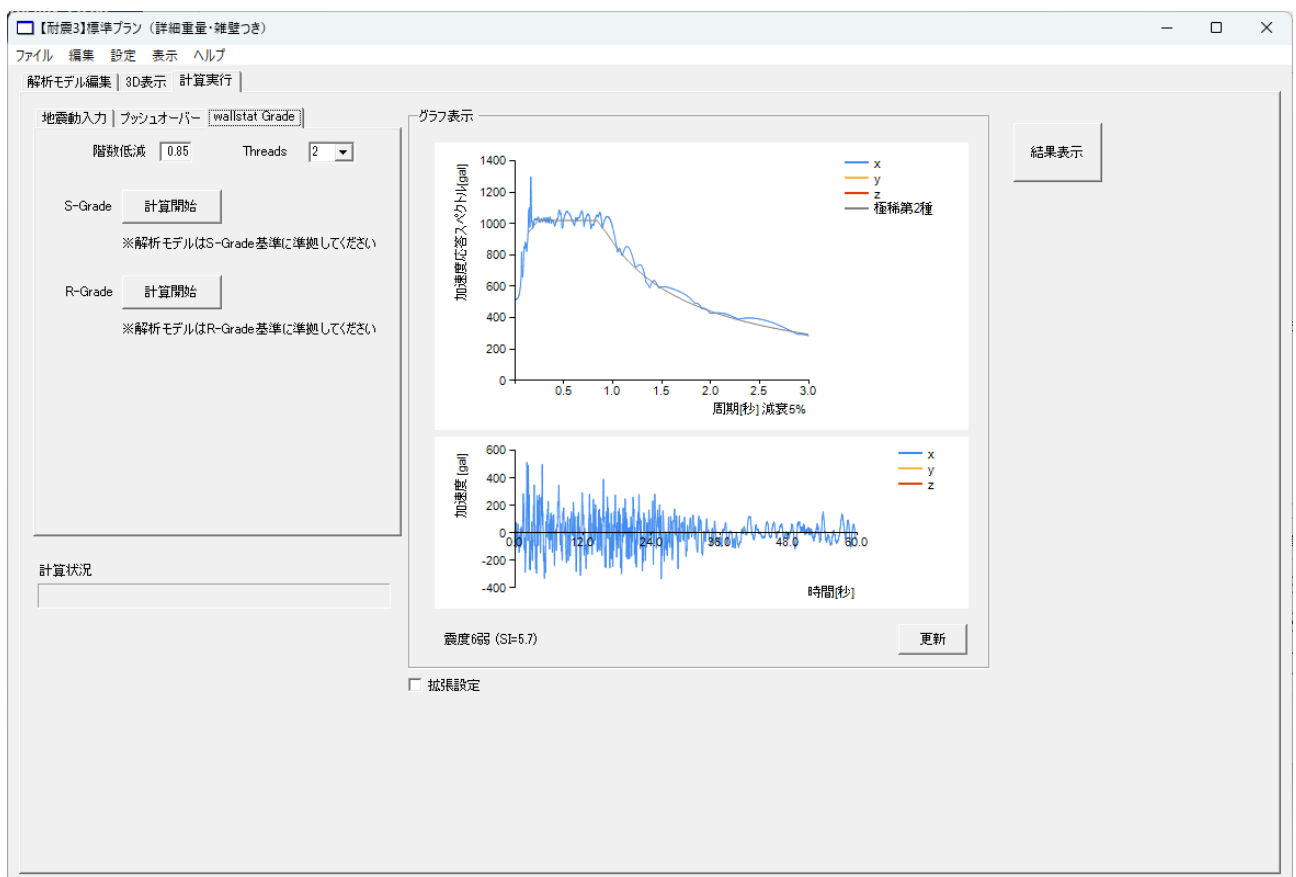 【耐震3】標準プラン（詳細重量・雑壁つき）
ファイル 編集 設定 表示 ヘルプ
解析モデル編集 3D表示 計算実行
地震動入力 プッシュオーバー wallstat Grade
階数低減 0.85 Threads 2
S-Grade 計算開始
※解析モデルはS-Grade基準に準拠してください
R-Grade 計算開始
※解析モデルはR-Grade基準に準拠してください
計算状況
グラフ表示
加速度応答スペクトル[gal]
1400
1200
1000
800
600
400
200
0
0.5 1.0 1.5 2.0 2.5 3.0
周期[秒] 減衰5%
x
y
z
極稀第2種
加速度 [gal]
600
400
200
0
-200
-400
0.0 12.0 24.0 36.0 48.0 60.0
時間[秒]
x
y
z
震度6弱 (SI=5.7)
更新
拡張設定
結果表示